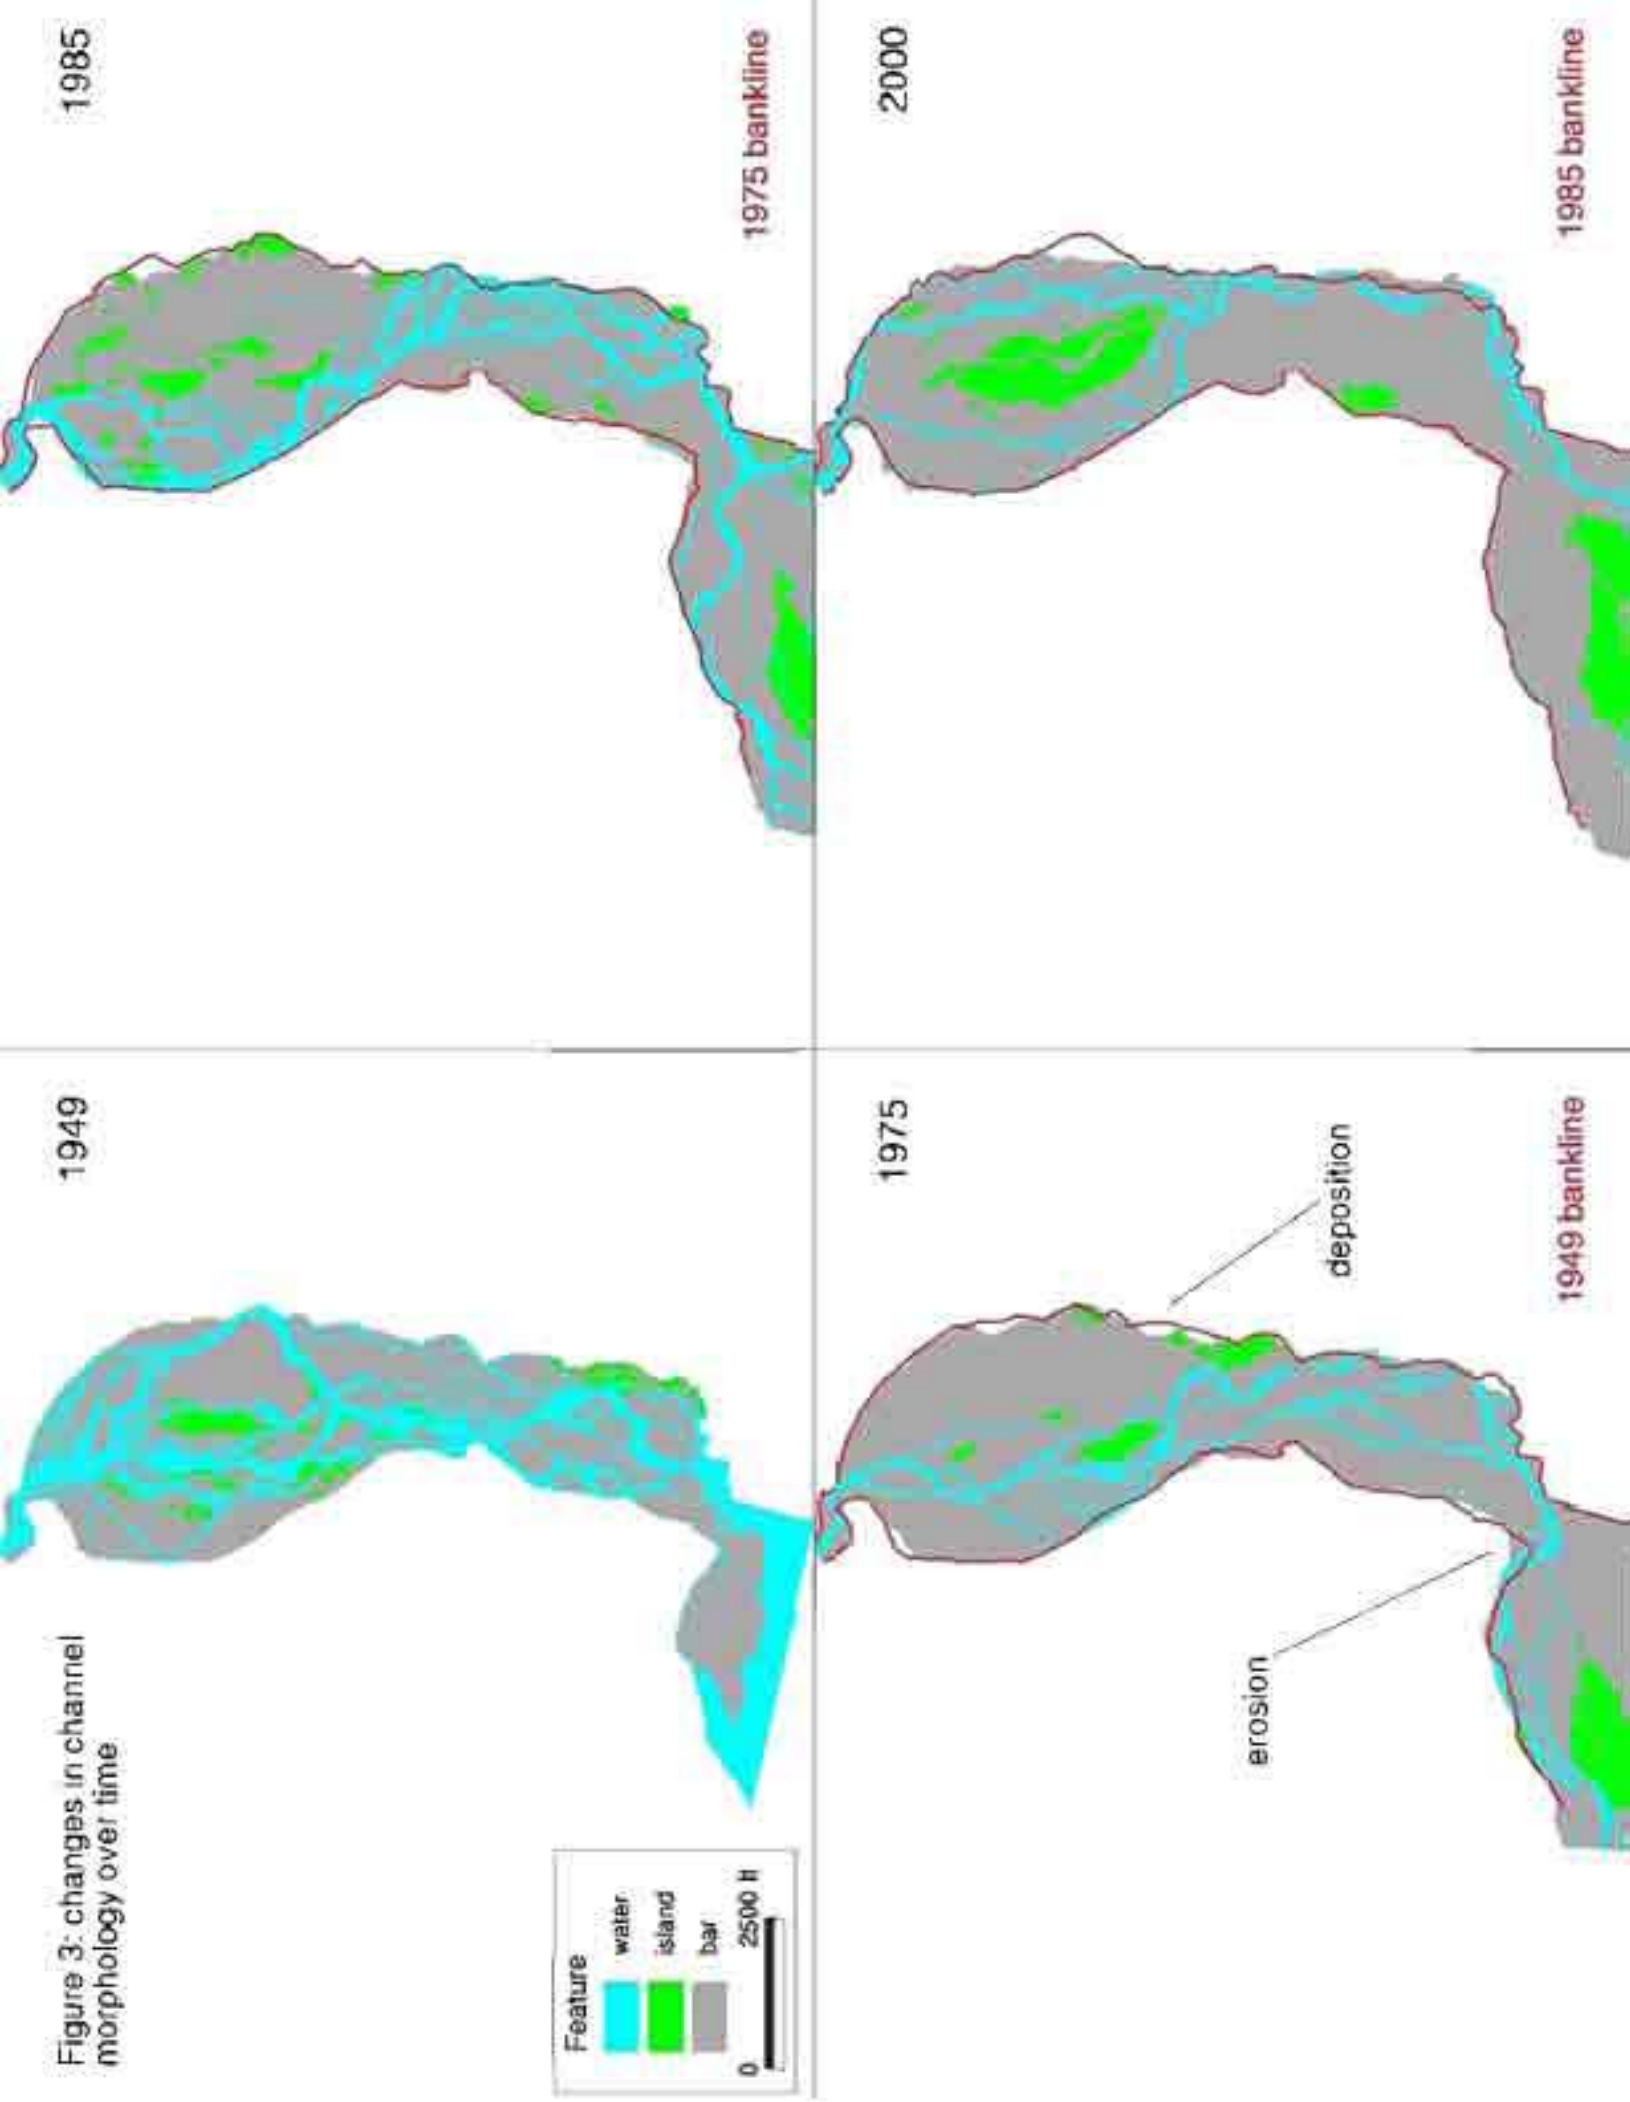 Figure 3: changes in channel
morphology over time
1949
Feature
water
island
bar
0 2500 ft
1985
1975 bankline
1975
erosion
deposition
1949 bankline
2000
1985 bankline